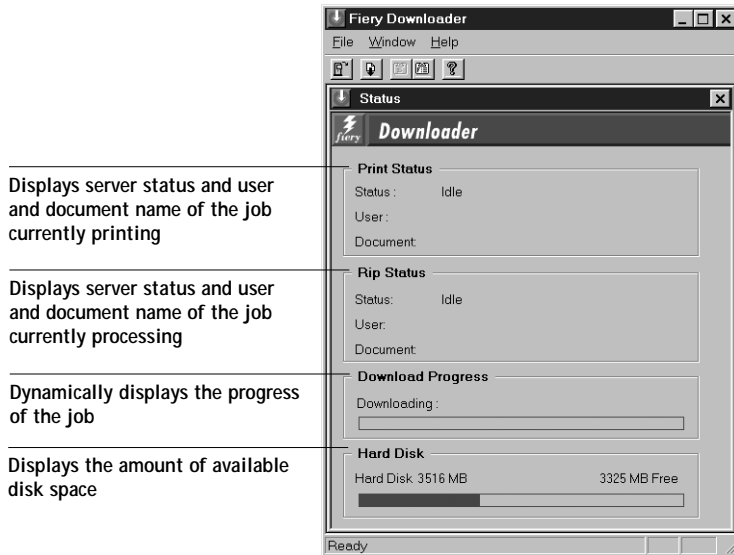 Fiery Downloader
File Window Help
Status
fiery Downloader
Print Status
Status : Idle
User :
Document:
Rip Status
Status: Idle
User:
Document:
Download Progress
Downloading :
Hard Disk
Hard Disk 3516 MB 3325 MB Free
Ready
Displays server status and user
and document name of the job
currently printing
Displays server status and user
and document name of the job
currently processing
Dynamically displays the progress
of the job
Displays the amount of available
disk space